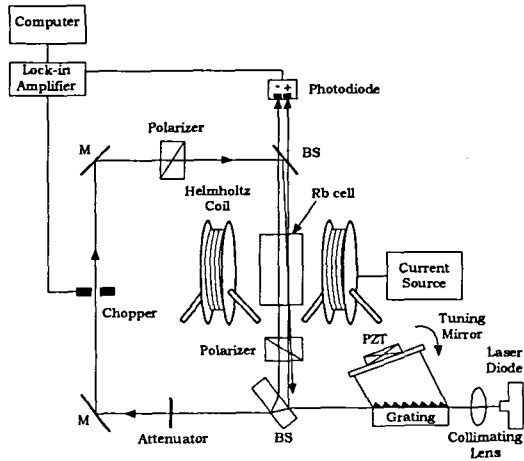 Computer
Lock-in
Amplifier
- +
Photodiode
Polarizer
M
BS
Helmholtz
Coil
Rb cell
Current
Source
Chopper
Polarizer
PZT
Tuning
Mirror
Laser
Diode
M
Attenuator
BS
Grating
Collimating
Lens